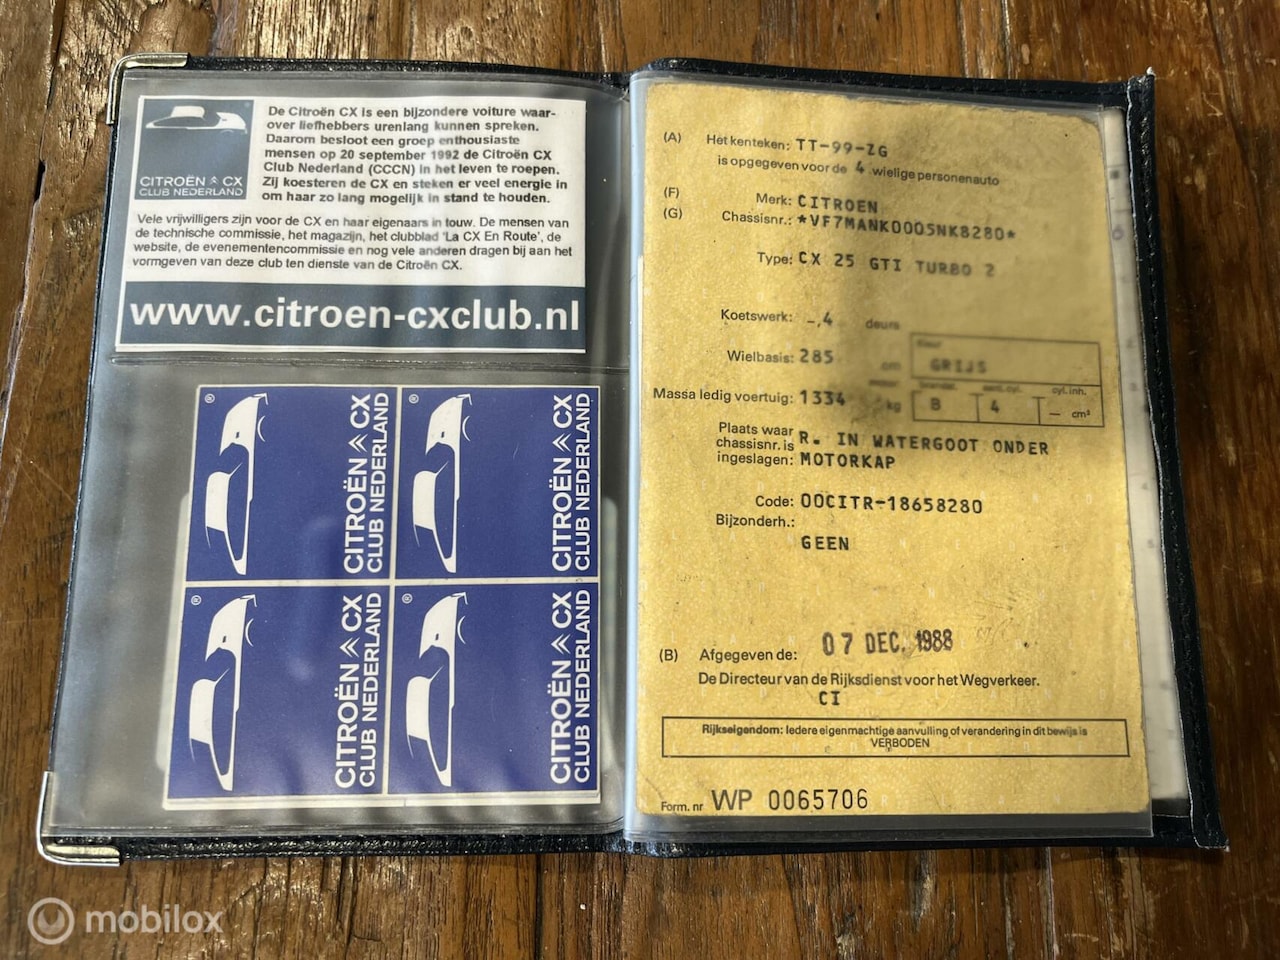 CITROËN CX
CLUB NEDERLAND
De Citroën CX is een bijzondere voiture waar-
over liefhebbers urenlang kunnen spreken.
Daarom besloot een groep enthousiaste
mensen op 20 september 1992 de Citroën CX
Club Nederland (CCCN) in het leven te roepen.
Zij koesteren de CX en steken er veel energie in
om haar zo lang mogelijk in stand te houden.
Vele vrijwilligers zijn voor de CX en haar eigenaars in touw. De mensen van
de technische commissie, het magazijn, het clubblad 'La CX En Route', de
website, de evenementencommissie en nog vele anderen dragen bij aan het
vormgeven van deze club ten dienste van de Citroën CX.
www.citroen-cxclub.nl
® CITROËN CX
CLUB NEDERLAND
® CITROËN CX
CLUB NEDERLAND
® CITROËN CX
CLUB NEDERLAND
® CITROËN CX
CLUB NEDERLAND
(A) Het kenteken: TT-99-ZG
is opgegeven voor de 4 wielige personenauto
(F) Merk: CITROEN
(G) Chassisnr.: *VF7MANK0005NK8280*
Type: CX 25 GTI TURBO 2
Koetswerk: -,4 deurs
Wielbasis: 285 cm
Kleur
GRIJS
Massa ledig voertuig: 1334 kg
brandst. aant. cyl. cyl. inh.
B 4 — cm³
Plaats waar
chassisnr. is
ingeslagen: R. IN WATERGOOT ONDER
MOTORKAP
Code: 00CITR-18658280
Bijzonderh.:
GEEN
(B) Afgegeven de: 07 DEC. 1988
De Directeur van de Rijksdienst voor het Wegverkeer.
CI
Rijkseigendom: Iedere eigenmachtige aanvulling of verandering in dit bewijs is
VERBODEN
Form. nr WP 0065706
mobilox